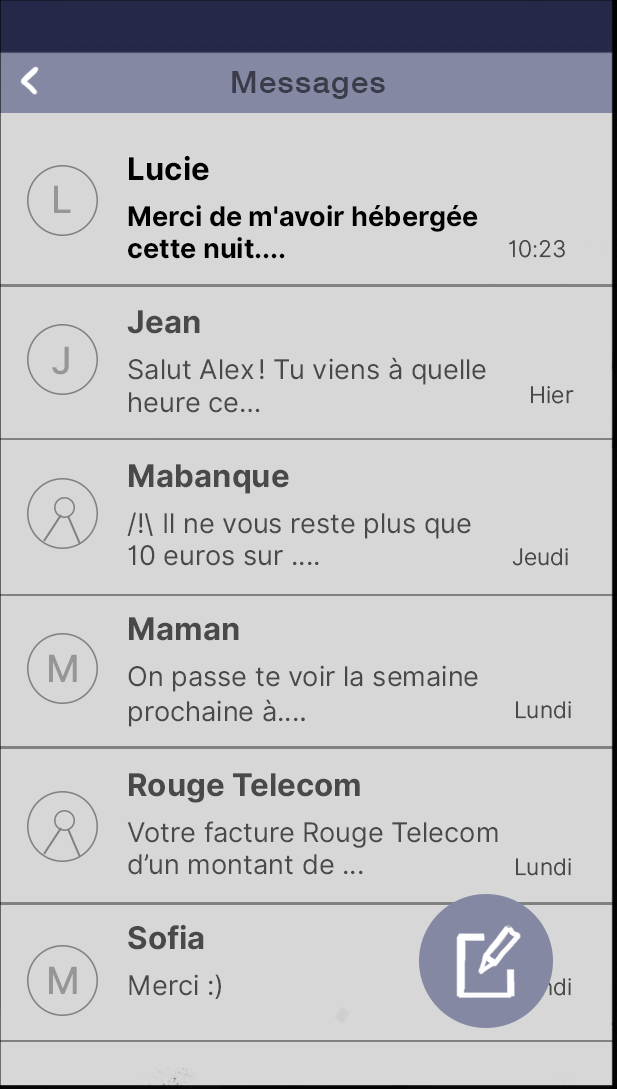 Messages
L
Lucie
Merci de m'avoir hébergée
cette nuit....
10:23
J
Jean
Salut Alex! Tu viens à quelle
heure ce...
Hier
Mabanque
/!\ Il ne vous reste plus que
10 euros sur ....
Jeudi
M
Maman
On passe te voir la semaine
prochaine à....
Lundi
Rouge Telecom
Votre facture Rouge Telecom
d’un montant de ...
Lundi
M
Sofia
Merci :)